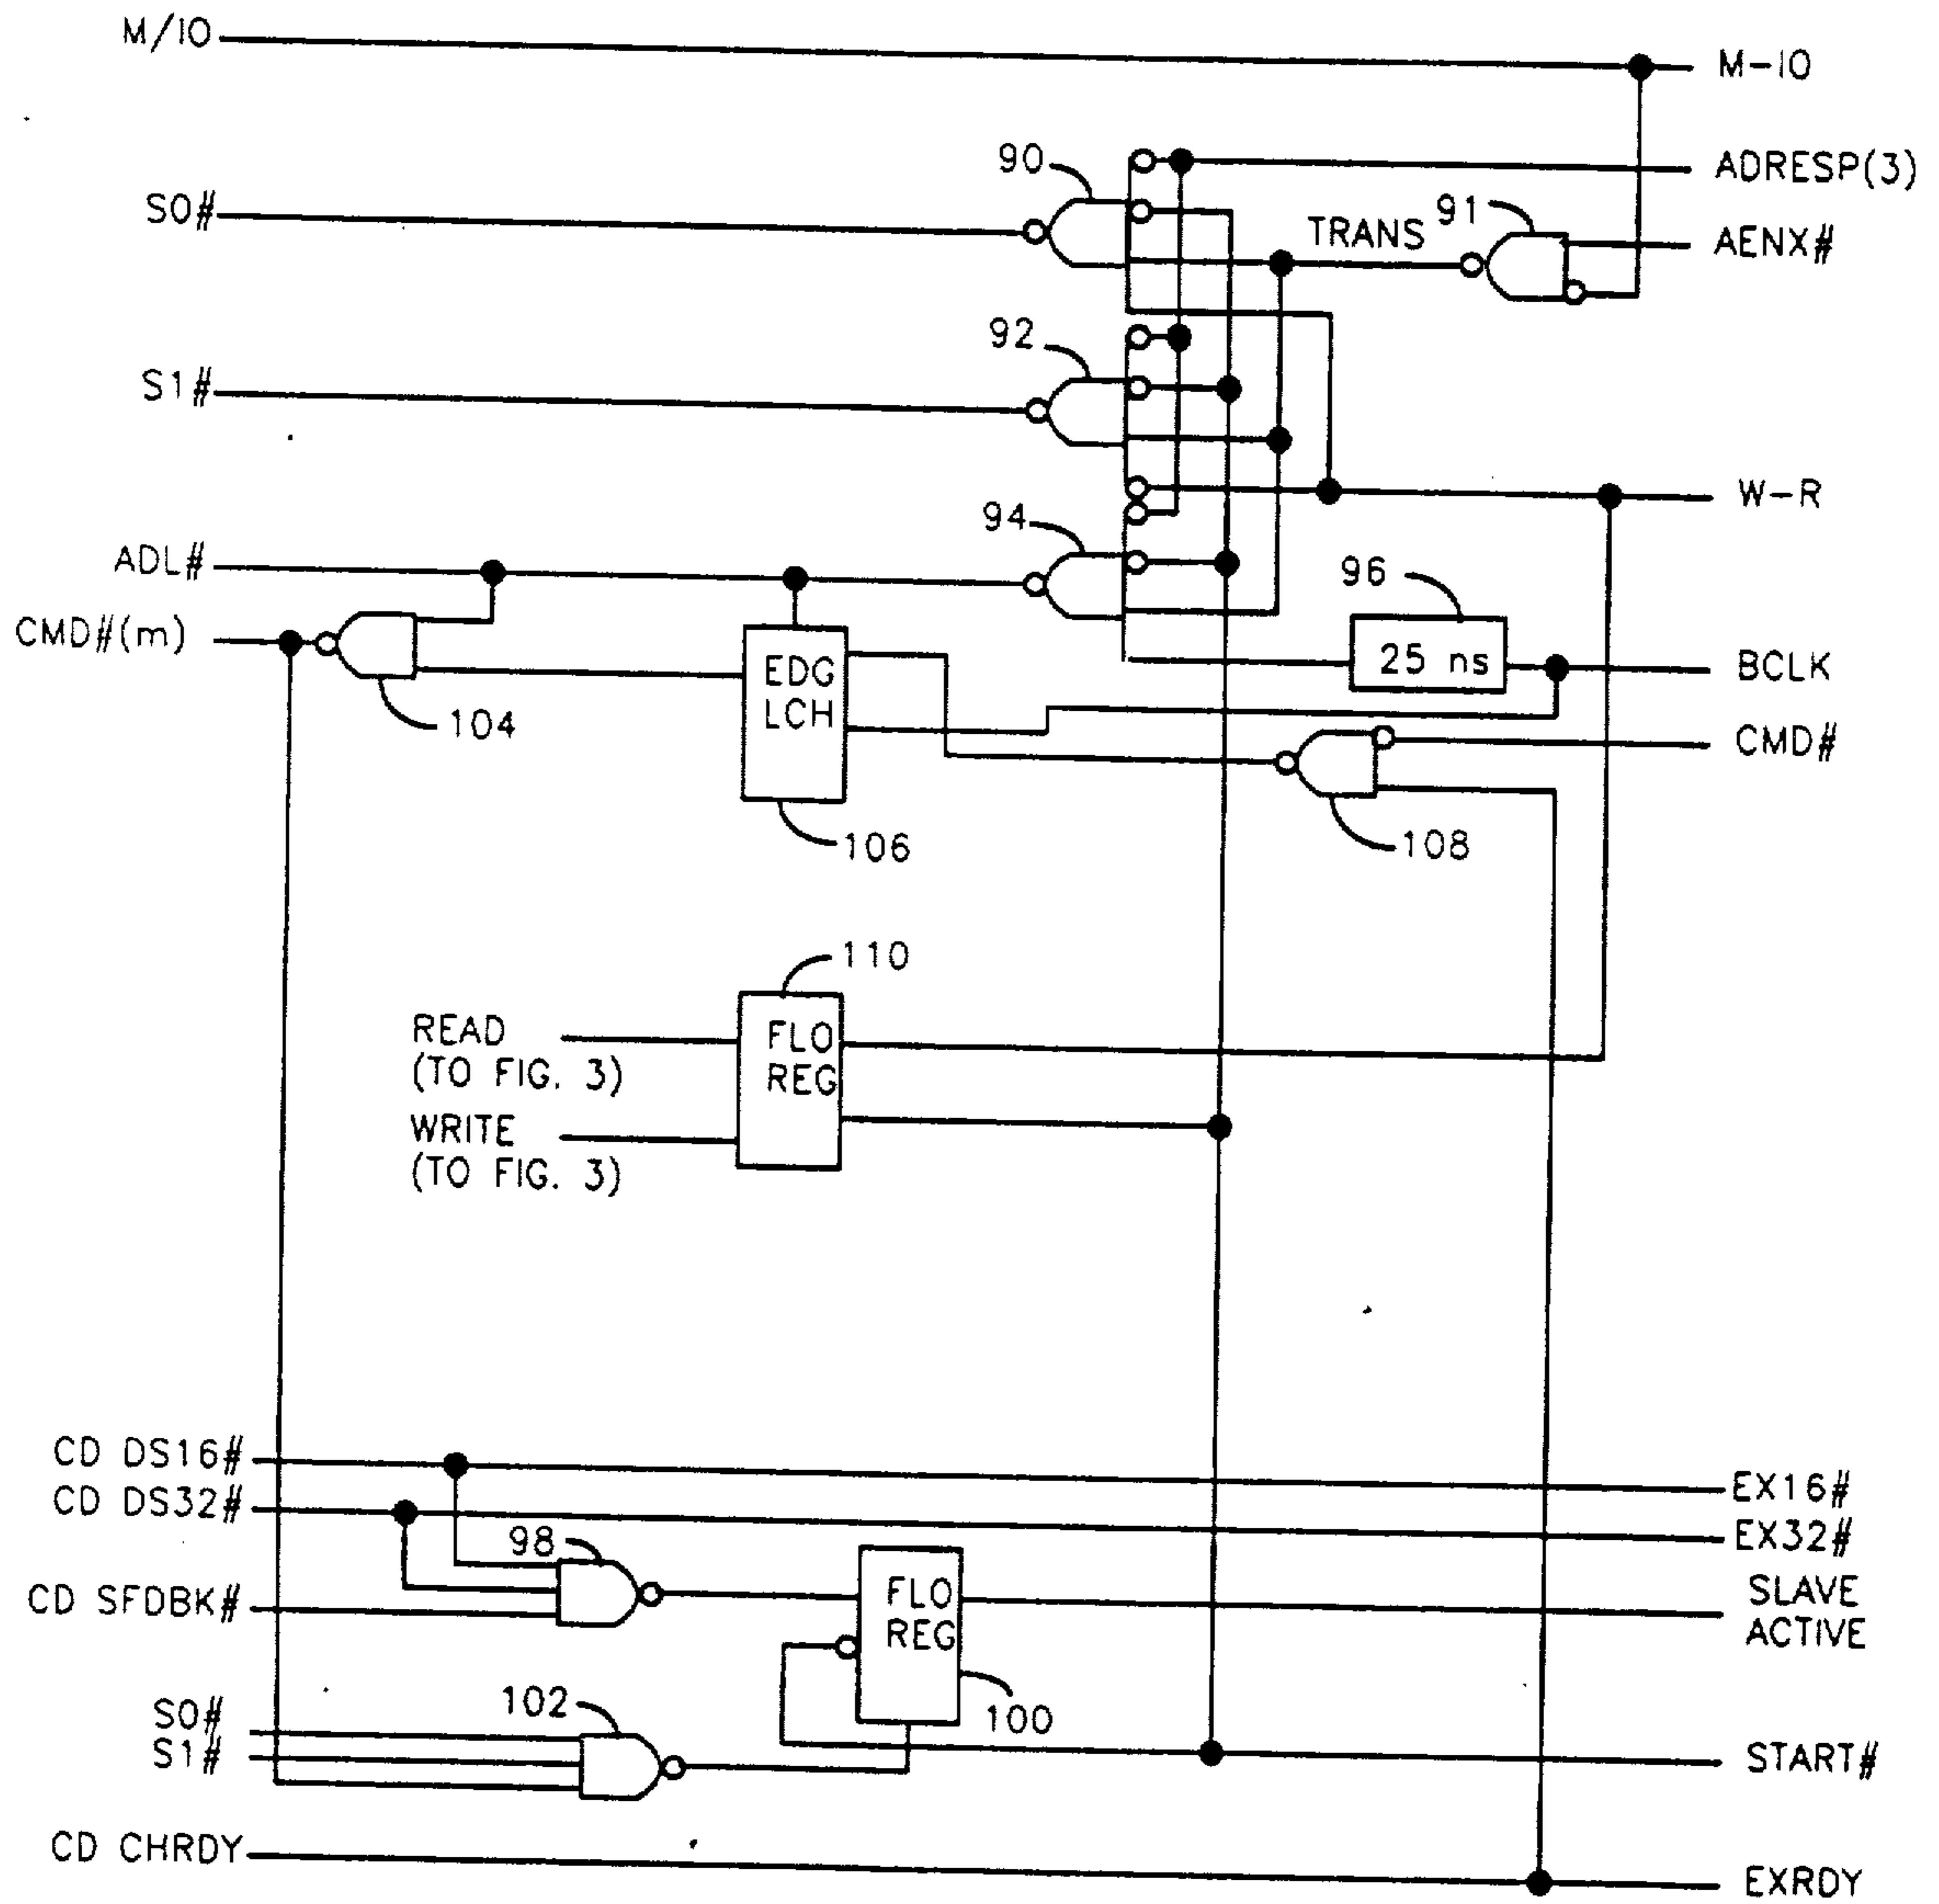 M/IO
M-IO
90
ADRESP(3)
S0#
TRANS
91
AENX#
92
S1#
W-R
94
ADL#
96
CMD#(m)
EDG
LCH
25 ns
BCLK
104
CMD#
106
108
110
READ
(TO FIG. 3)
FLO
REG
WRITE
(TO FIG. 3)
CD DS16#
EX16#
CD DS32#
EX32#
98
CD SFDBK#
FLO
REG
SLAVE
ACTIVE
S0#
102
100
S1#
START#
CD CHRDY
EXRDY